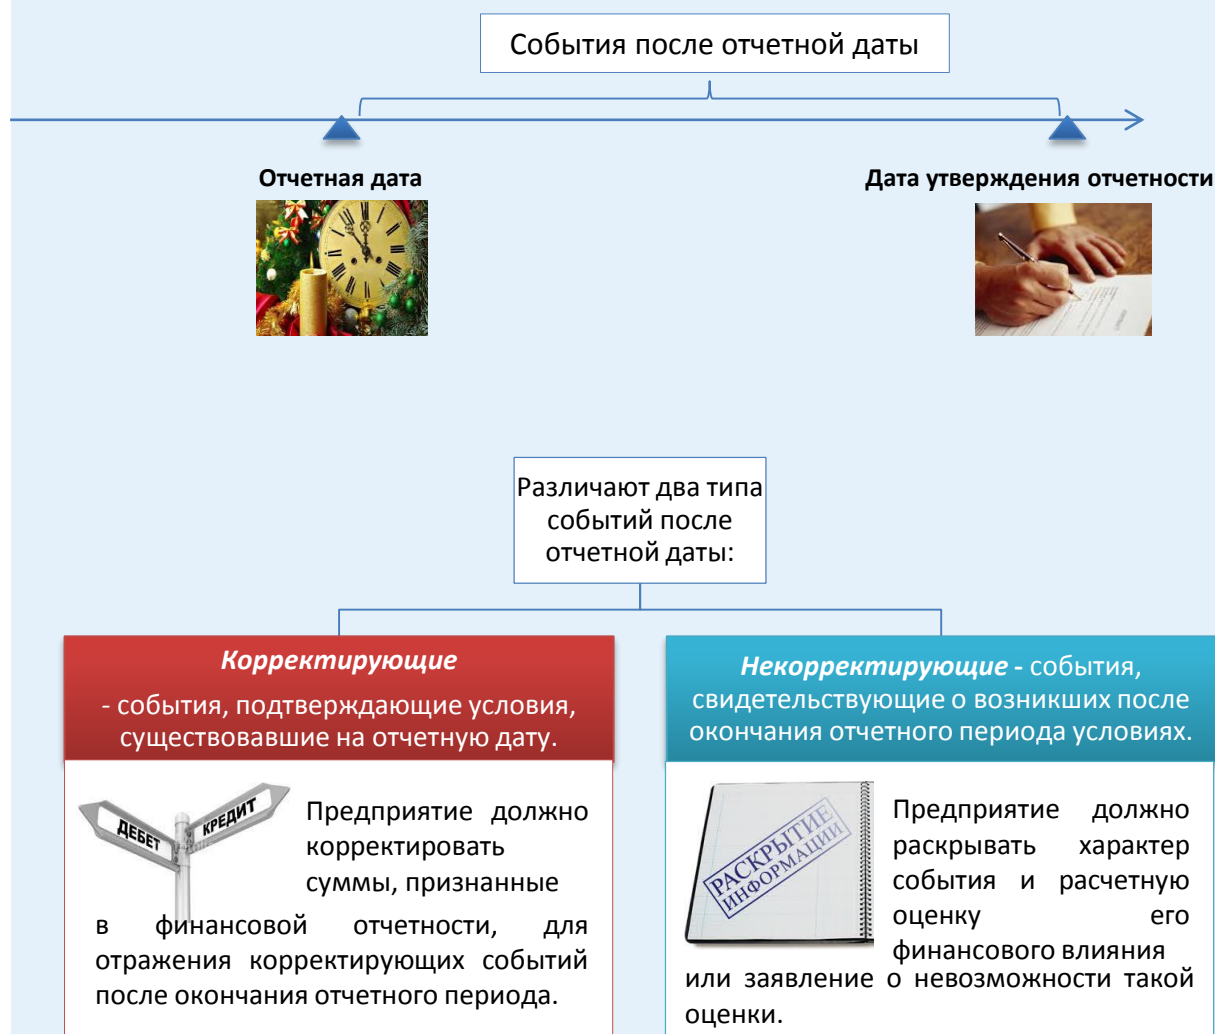 События после отчетной даты
Отчетная дата
Дата утверждения отчетности
Различают два типа
событий после
отчетной даты:
Корректирующие
- события, подтверждающие условия,
существовавшие на отчетную дату.
ДЕБЕТ
КРЕДИТ
Предприятие должно
корректировать
суммы, признанные
в финансовой отчетности, для
отражения корректирующих событий
после окончания отчетного периода.
Некорректирующие - события,
свидетельствующие о возникших после
окончания отчетного периода условиях.
РАСКРЫТИЕ
ИНФОРМАЦИИ
Предприятие должно
раскрывать характер
события и расчетную
оценку его
финансового влияния
или заявление о невозможности такой
оценки.